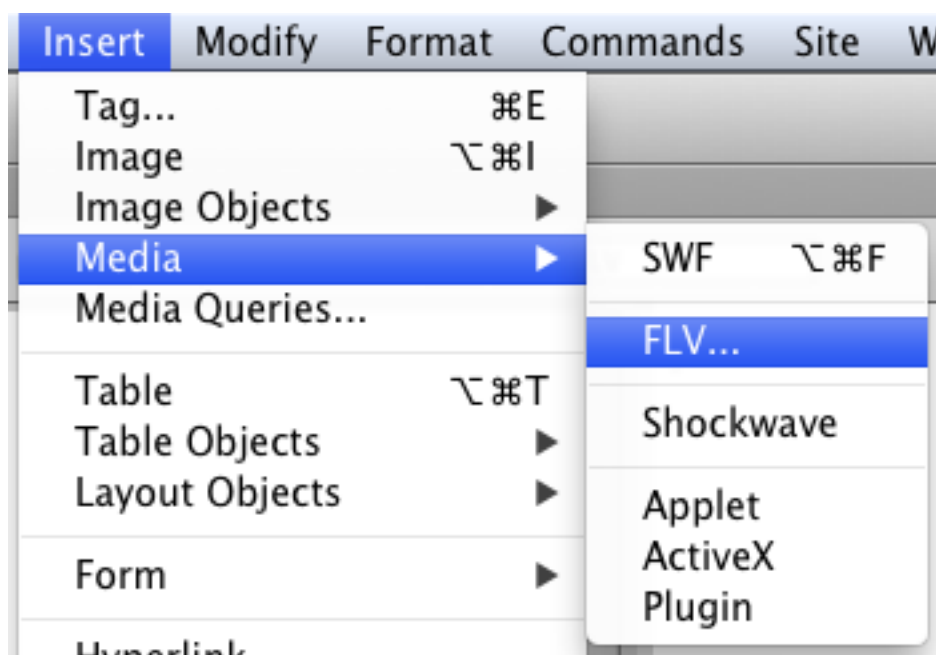 Insert Modify Format Commands Site W
Tag... ⌘E
Image ⌥⌘I
Image Objects ▶
Media ▶
Media Queries...
Table ⌥⌘T
Table Objects ▶
Layout Objects ▶
Form ▶
Hyperlink
SWF ⌥⌘F
FLV...
Shockwave
Applet
ActiveX
Plugin